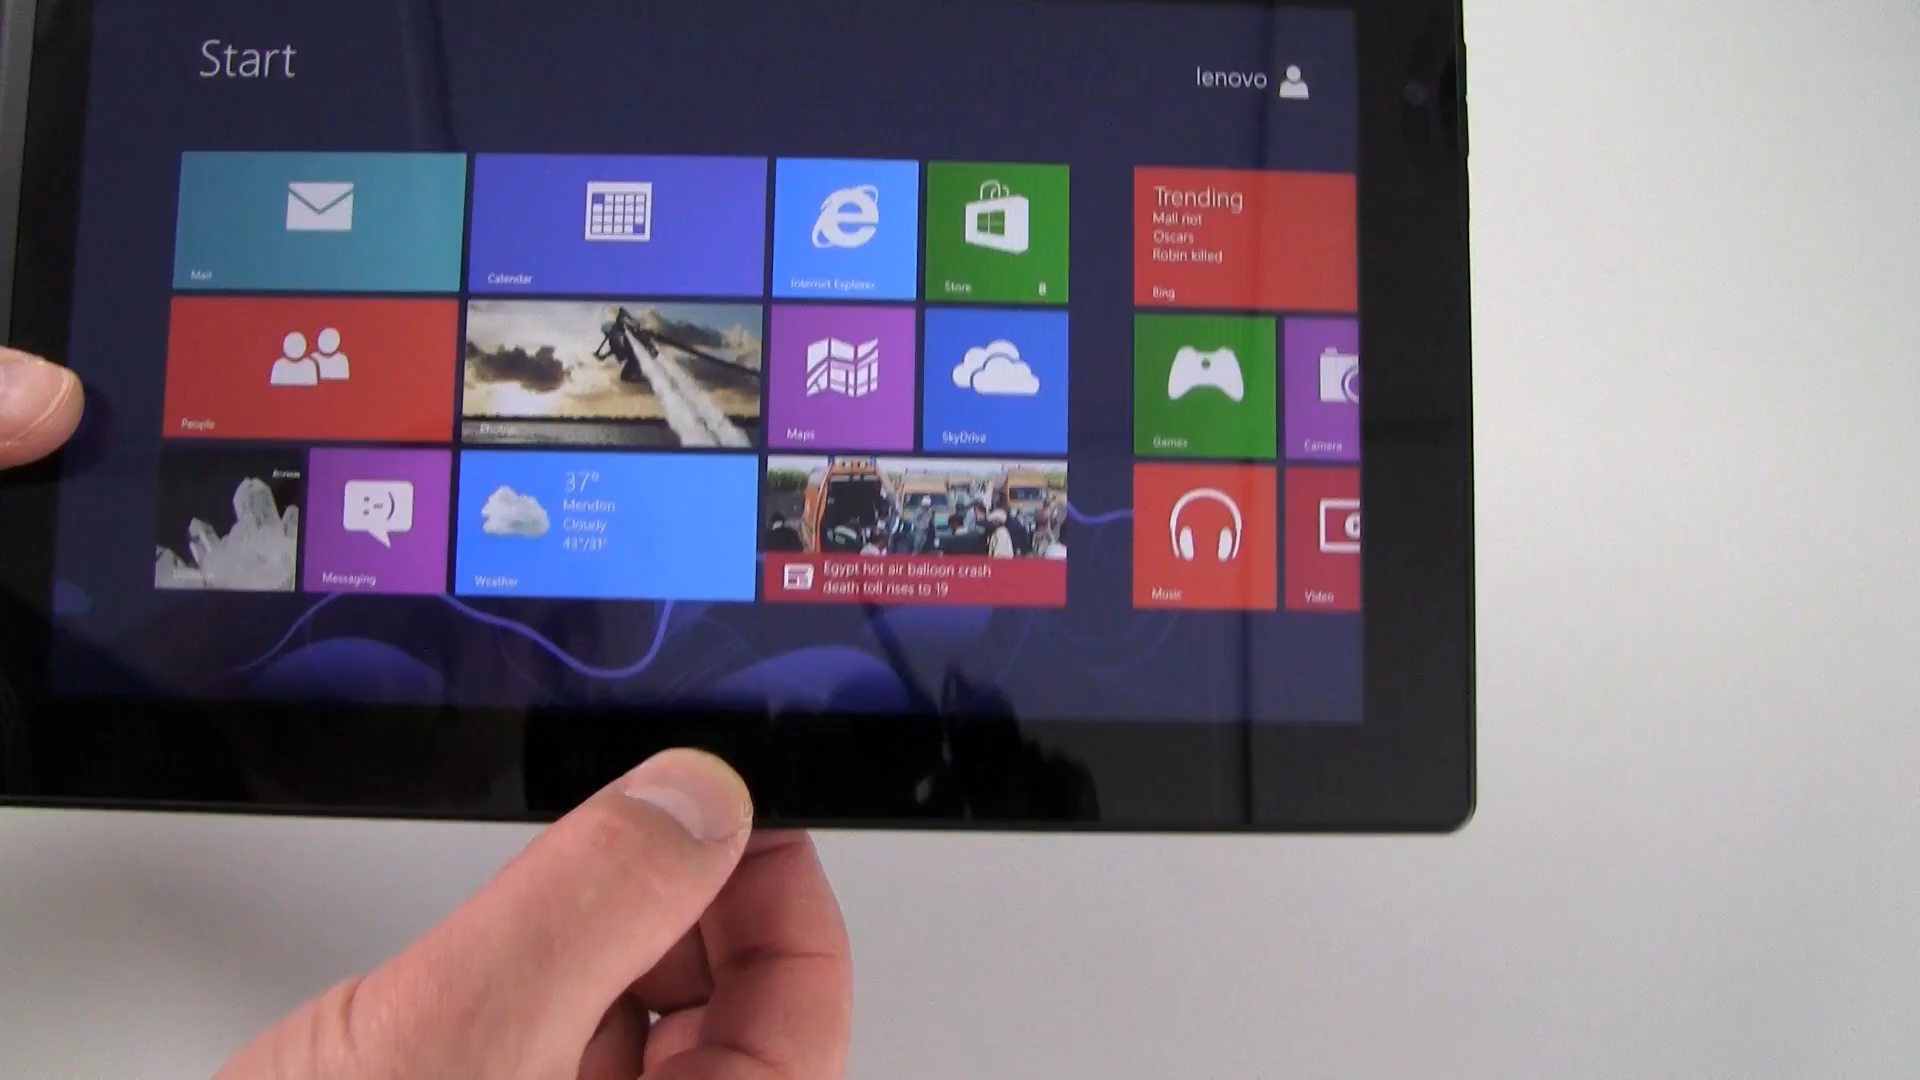 Start
lenovo
Mail
Calendar
Internet Explorer
Store
8
Trending
Mall riot
Oscars
Robin killed
Bing
People
Photos
Maps
SkyDrive
Games
Camera
Messaging
37°
Mendon
Cloudy
43°/31°
Weather
Egypt hot air balloon crash
death toll rises to 19
Music
Video